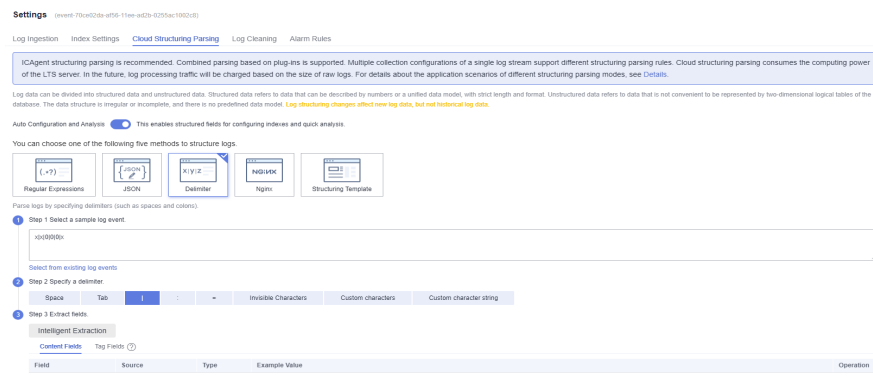 Settings (event-70ce02da-af58-11ee-ad2b-0255ac1002c8)
Log Ingestion Index Settings Cloud Structuring Parsing Log Cleaning Alarm Rules
ICAgent structuring parsing is recommended. Combined parsing based on plug-ins is supported. Multiple collection configurations of a single log stream support different structuring parsing rules. Cloud structuring parsing consumes the computing power
of the LTS server. In the future, log processing traffic will be charged based on the size of raw logs. For details about the application scenarios of different structuring parsing modes, see Details.
Log data can be divided into structured data and unstructured data. Structured data refers to data that can be described by numbers or a unified data model, with strict length and format. Unstructured data refers to data that is not convenient to be represented by two-dimensional logical tables of the
database. The data structure is irregular or incomplete, and there is no predefined data model. Log structuring changes affect new log data, but not historical log data.
Auto Configuration and Analysis This enables structured fields for configuring indexes and quick analysis.
You can choose one of the following five methods to structure logs.
(.*?) JSON x|y|z NGINX
Regular Expressions JSON Delimiter Nginx Structuring Template
Parse logs by specifying delimiters (such as spaces and colons).
1 Step 1 Select a sample log event.
x|x|0|0|0|x
Select from existing log events
2 Step 2 Specify a delimiter.
Space Tab | : = Invisible Characters Custom characters Custom character string
3 Step 3 Extract fields.
Intelligent Extraction
Content Fields Tag Fields ?
Field Source Type Example Value Operation